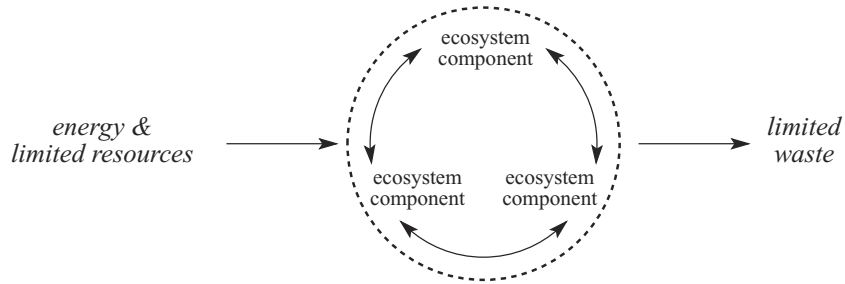 ecosystem
component
energy &
limited resources
limited
waste
ecosystem
component
ecosystem
component